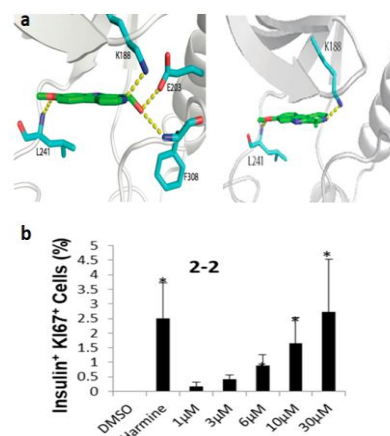 a
K188
E203
L241
F308
K188
L241
b
Insulin⁺ KI67⁺ Cells (%)
2-2
5
4.5
4
3.5
3
2.5
2
1.5
1
0.5
0
*
*
*
*
DMSO
Harmine
1µM
3µM
6µM
10µM
30µM